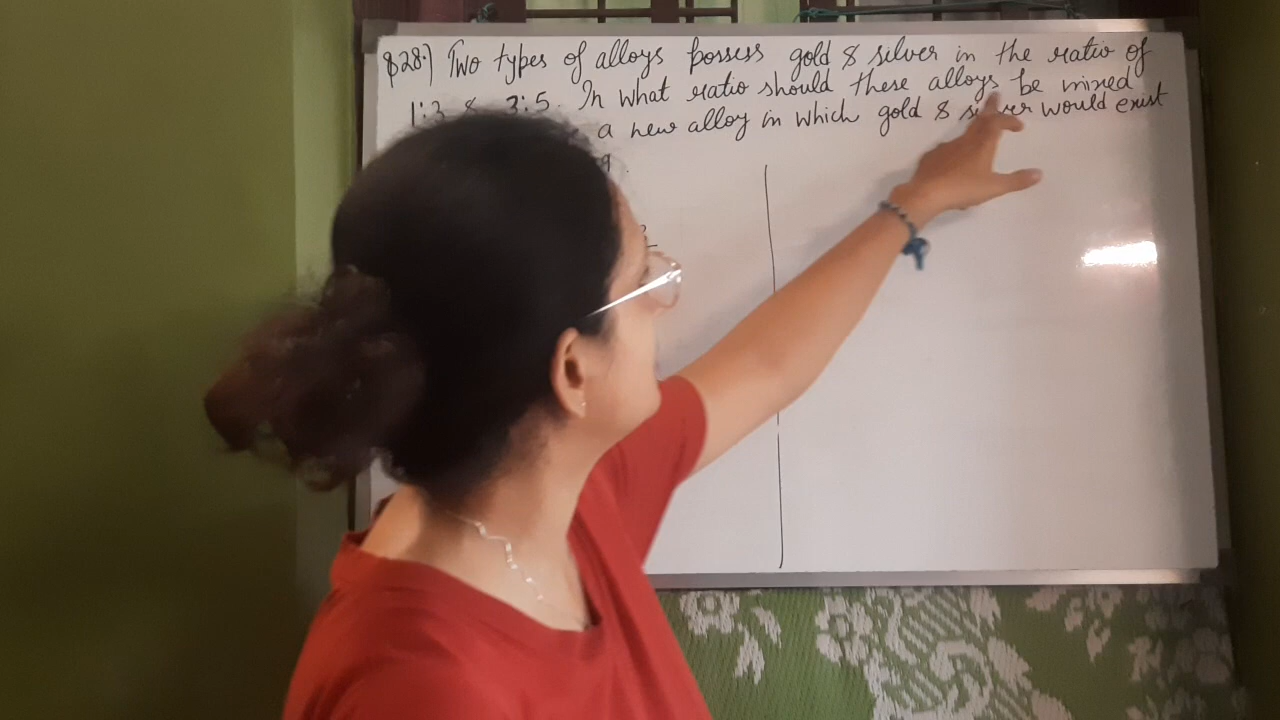 Q28.) Two types of alloys possess gold & silver in the ratio of
1:3 & 3:5. In what ratio should these alloys be mixed
a new alloy in which gold & silver would exist